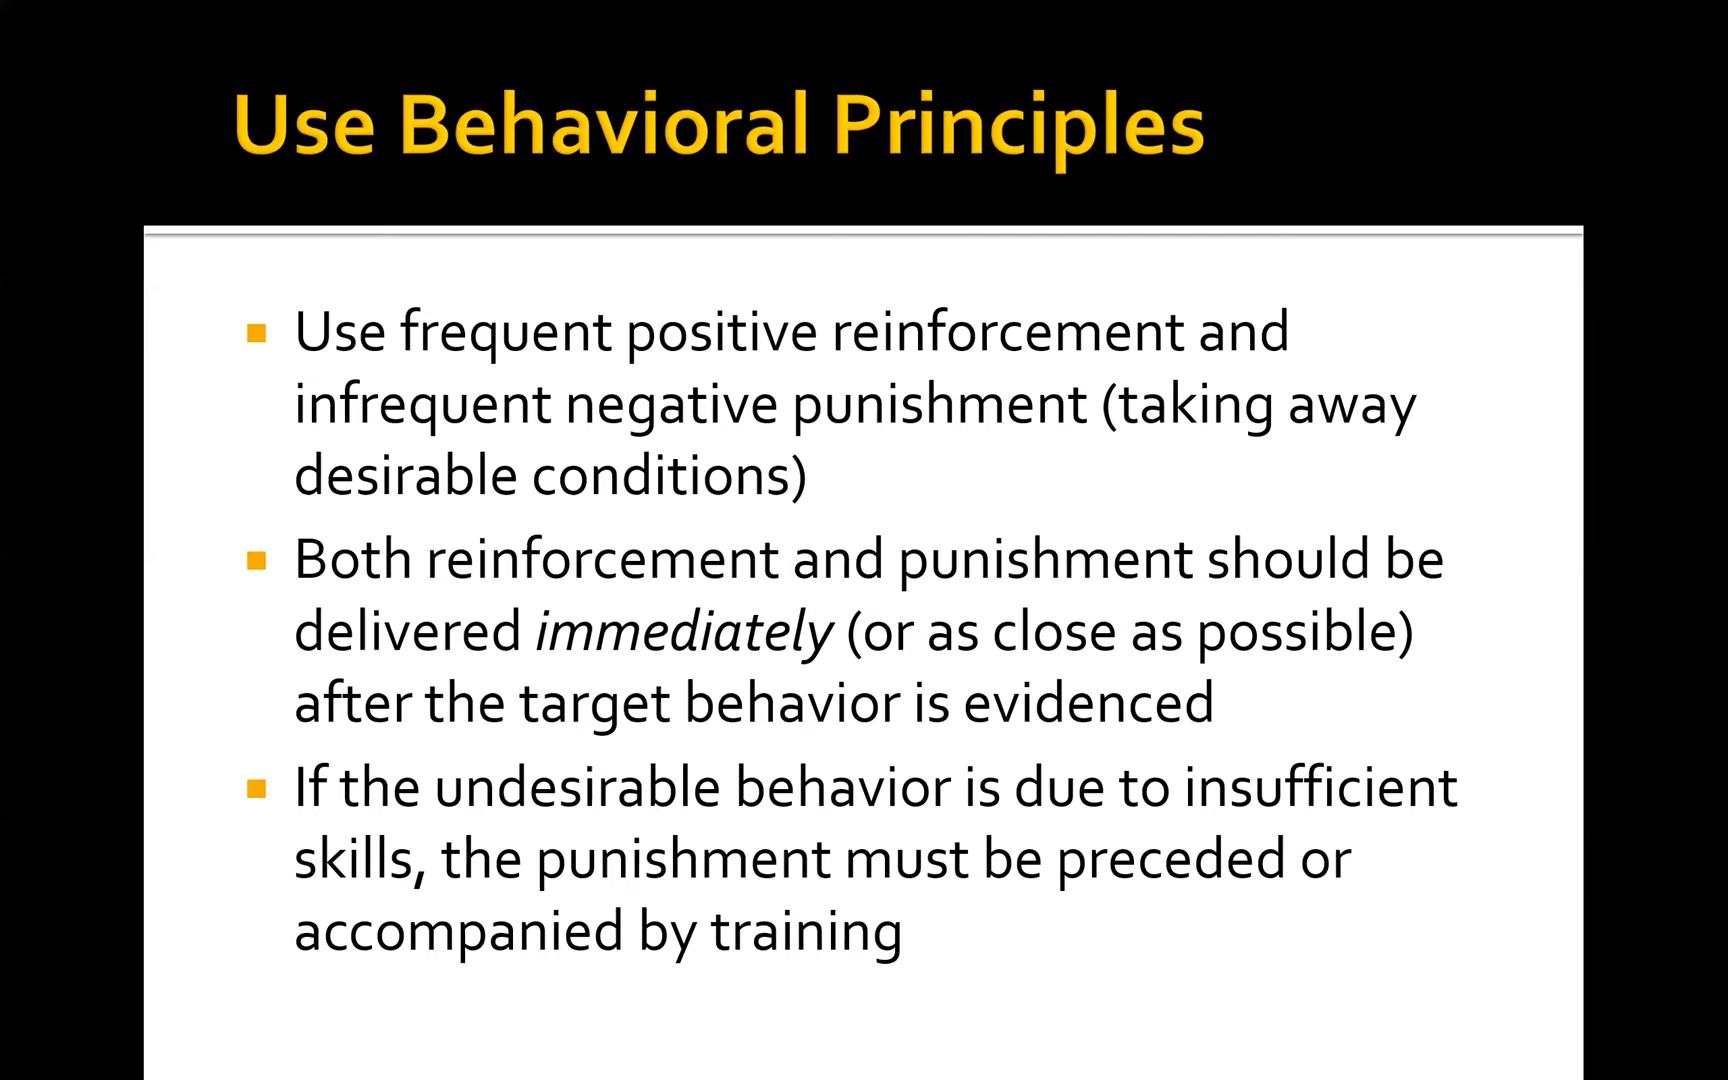 Use Behavioral Principles
Use frequent positive reinforcement and
infrequent negative punishment (taking away
desirable conditions)
Both reinforcement and punishment should be
delivered immediately (or as close as possible)
after the target behavior is evidenced
If the undesirable behavior is due to insufficient
skills, the punishment must be preceded or
accompanied by training